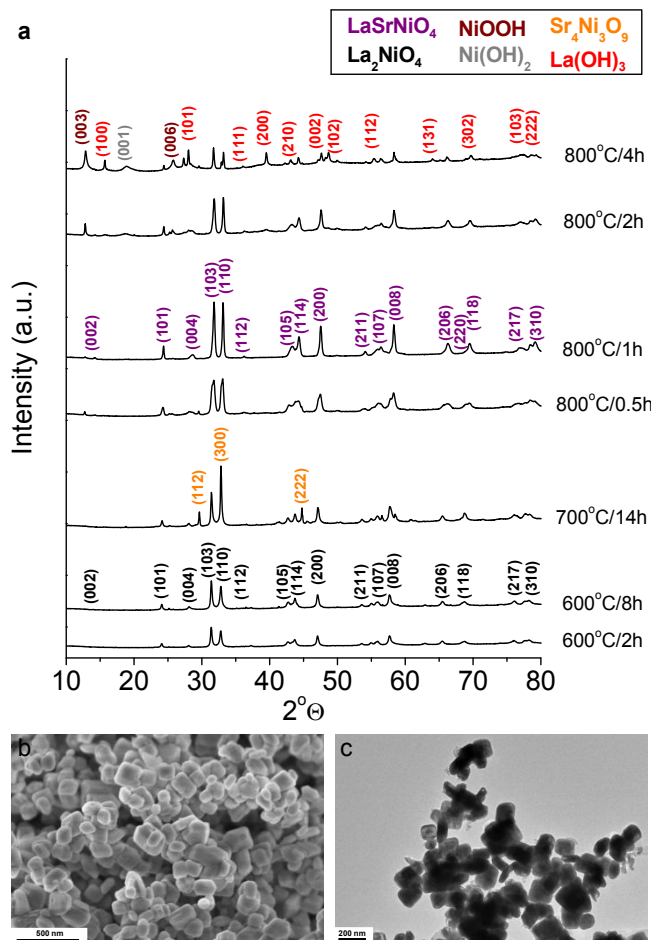 a
LaSrNiO₄ NiOOH Sr₄Ni₃O₉
La₂NiO₄ Ni(OH)₂ La(OH)₃
(003) (100) (001) (006) (101) (111) (200) (210) (002) (102) (112) (131) (302) (103) (222)
800°C/4h
800°C/2h
(002) (101) (004) (103) (110) (112) (105) (114) (200) (211) (107) (008) (206) (220) (118) (217) (310)
800°C/1h
800°C/0.5h
(112) (300) (222)
700°C/14h
(002) (101) (004) (103) (110) (112) (105) (114) (200) (211) (107) (008) (206) (118) (217) (310)
600°C/8h
600°C/2h
Intensity (a.u.)
10 20 30 40 50 60 70 80
2°Θ
b
500 nm
c
200 nm